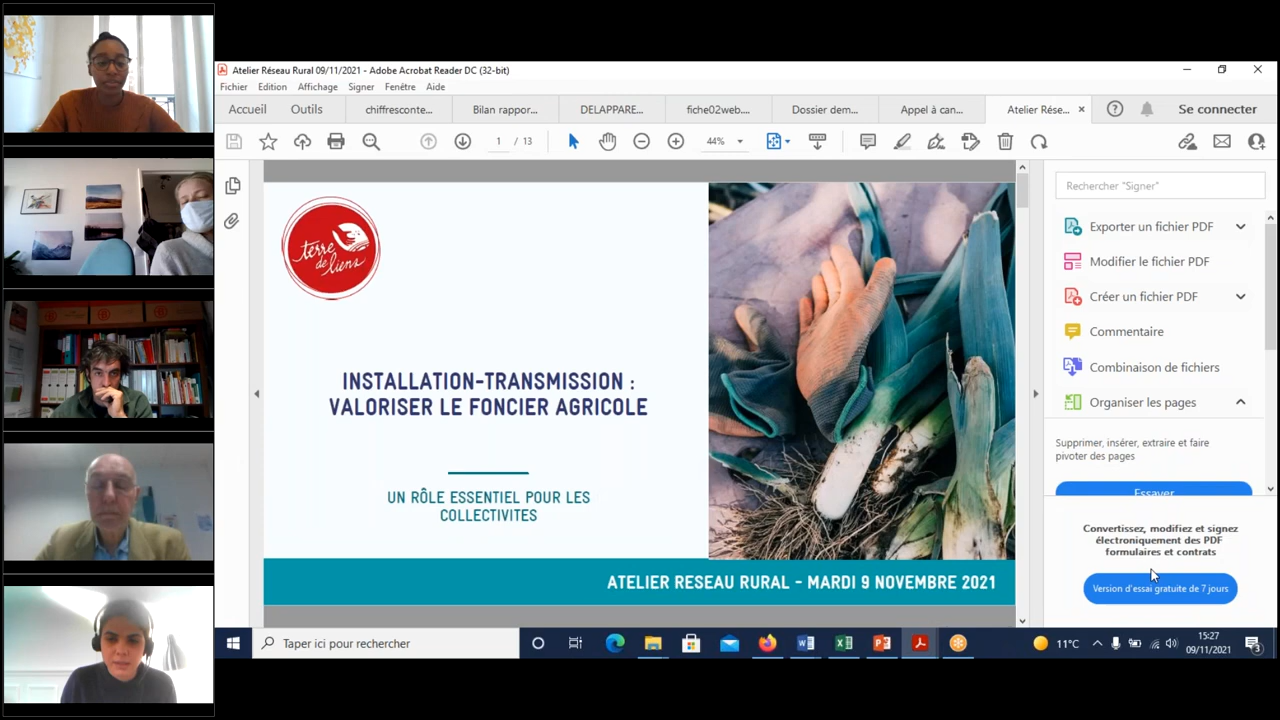 Atelier Réseau Rural 09/11/2021 - Adobe Acrobat Reader DC (32-bit)
Fichier Edition Affichage Signer Fenêtre Aide
Accueil Outils chiffresconte... Bilan rappor... DELAPPARE... fiche02web.... Dossier dem... Appel à can... Atelier Rése... × Se connecter
1 / 13 44%
Rechercher "Signer"
Exporter un fichier PDF
Modifier le fichier PDF
Créer un fichier PDF
Commentaire
Combinaison de fichiers
Organiser les pages
Supprimer, insérer, extraire et faire
pivoter des pages
Essayer
Convertissez, modifiez et signez
électroniquement des PDF
formulaires et contrats
Version d'essai gratuite de 7 jours
terre
de liens
INSTALLATION-TRANSMISSION :
VALORISER LE FONCIER AGRICOLE
UN RÔLE ESSENTIEL POUR LES
COLLECTIVITES
ATELIER RESEAU RURAL - MARDI 9 NOVEMBRE 2021
Taper ici pour rechercher
11°C
15:27
09/11/2021
3